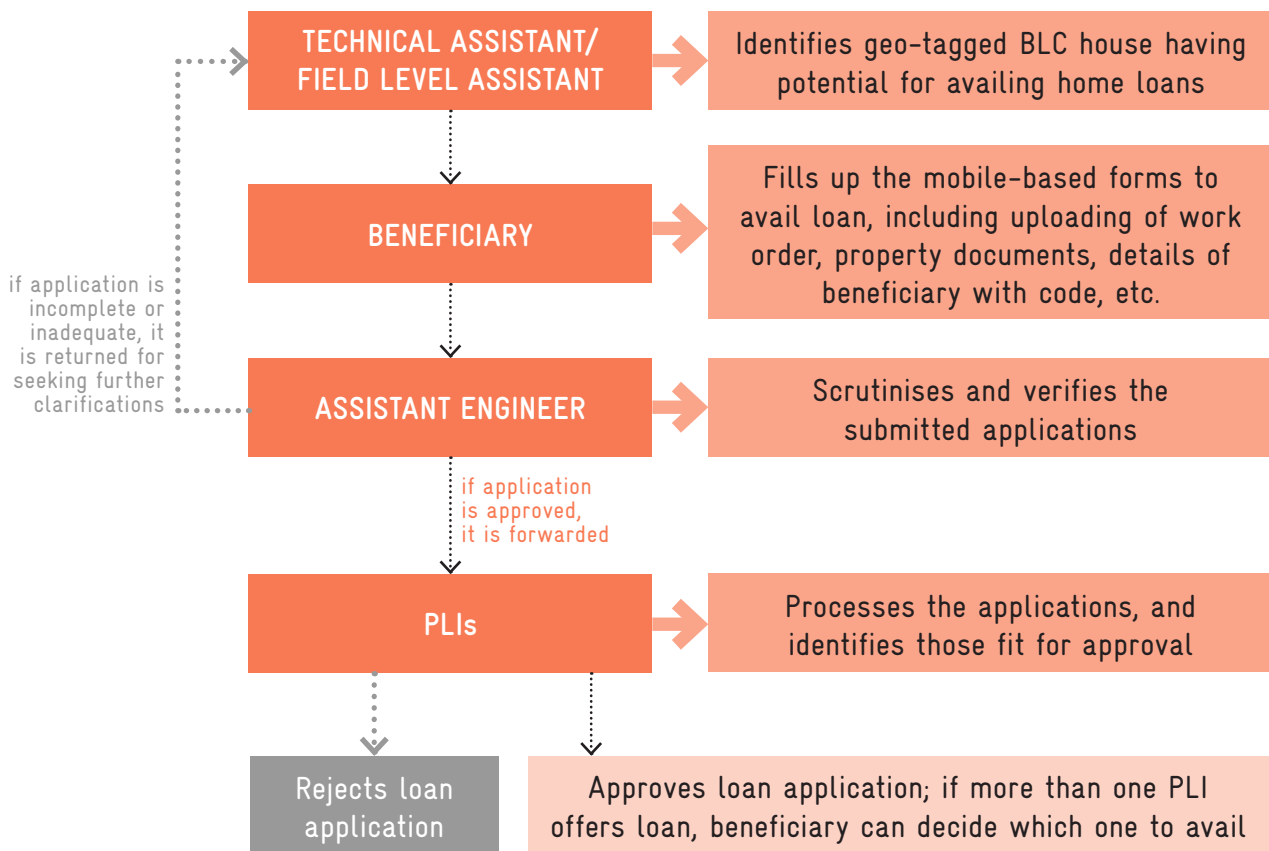 TECHNICAL ASSISTANT/
FIELD LEVEL ASSISTANT
Identifies geo-tagged BLC house having
potential for availing home loans
BENEFICIARY
Fills up the mobile-based forms to
avail loan, including uploading of work
order, property documents, details of
beneficiary with code, etc.
if application is
incomplete or
inadequate, it
is returned for
seeking further
clarifications
ASSISTANT ENGINEER
Scrutinises and verifies the
submitted applications
if application
is approved,
it is forwarded
PLIs
Processes the applications, and
identifies those fit for approval
Rejects loan
application
Approves loan application; if more than one PLI
offers loan, beneficiary can decide which one to avail